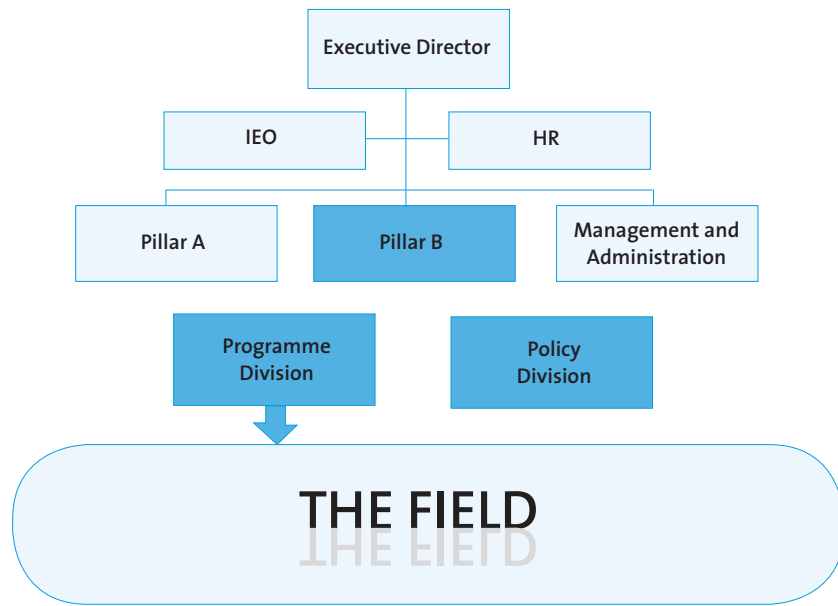 Executive Director
IEO
HR
Pillar A
Pillar B
Management and
Administration
Programme
Division
Policy
Division
THE FIELD